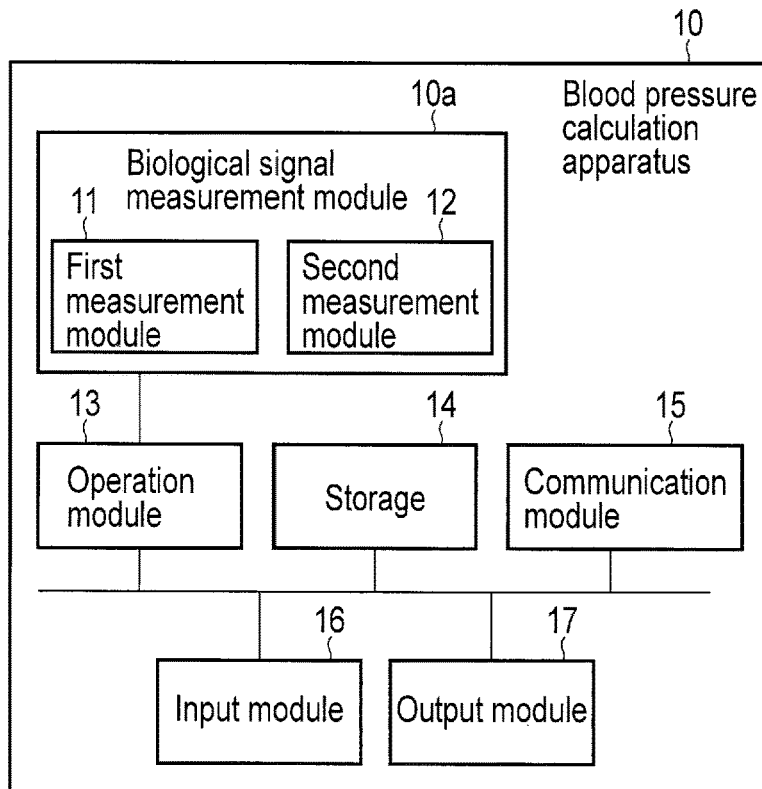 10
Blood pressure
calculation
apparatus
10a
Biological signal
measurement module
11
First
measurement
module
12
Second
measurement
module
13
Operation
module
14
Storage
15
Communication
module
16
Input module
17
Output module